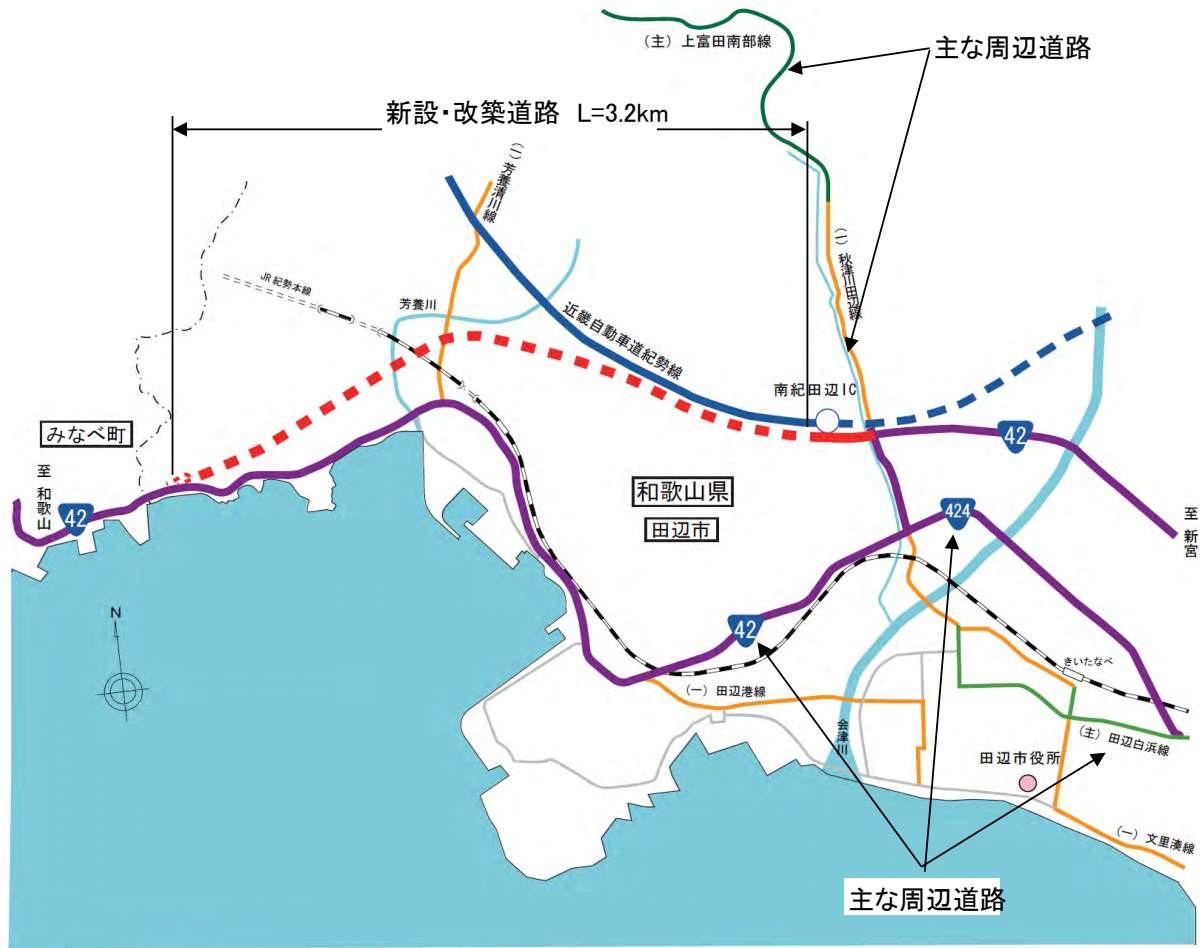 (主)上富田南部線
主な周辺道路
新設・改築道路 L=3.2km
(一)芳養清川線
(一)秋津川田辺線
JR紀勢本線
芳養川
近畿自動車道紀勢線
南紀田辺IC
みなべ町
至 和歌山
42
42
和歌山県
田辺市
424
至 新宮
N
42
きいたなべ
(一)田辺港線
会津川
(主)田辺白浜線
田辺市役所
(一)文里湊線
主な周辺道路